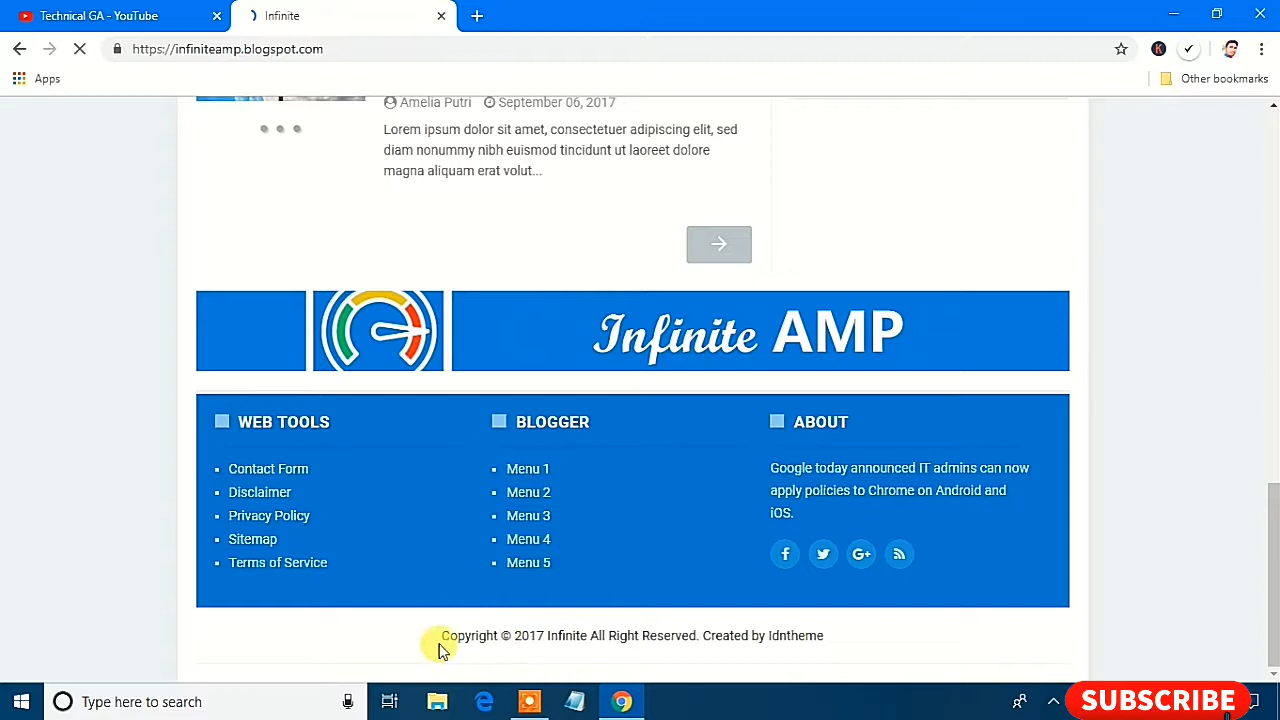 Technical GA - YouTube
Infinite
https://infiniteamp.blogspot.com
K
Apps
Other bookmarks
Amelia Putri September 06, 2017
Lorem ipsum dolor sit amet, consectetuer adipiscing elit, sed
diam nonummy nibh euismod tincidunt ut laoreet dolore
magna aliquam erat volut...
Infinite AMP
WEB TOOLS
Contact Form
Disclaimer
Privacy Policy
Sitemap
Terms of Service
BLOGGER
Menu 1
Menu 2
Menu 3
Menu 4
Menu 5
ABOUT
Google today announced IT admins can now
apply policies to Chrome on Android and
iOS.
f
G+
Copyright © 2017 Infinite All Right Reserved. Created by Idntheme
Type here to search
SUBSCRIBE